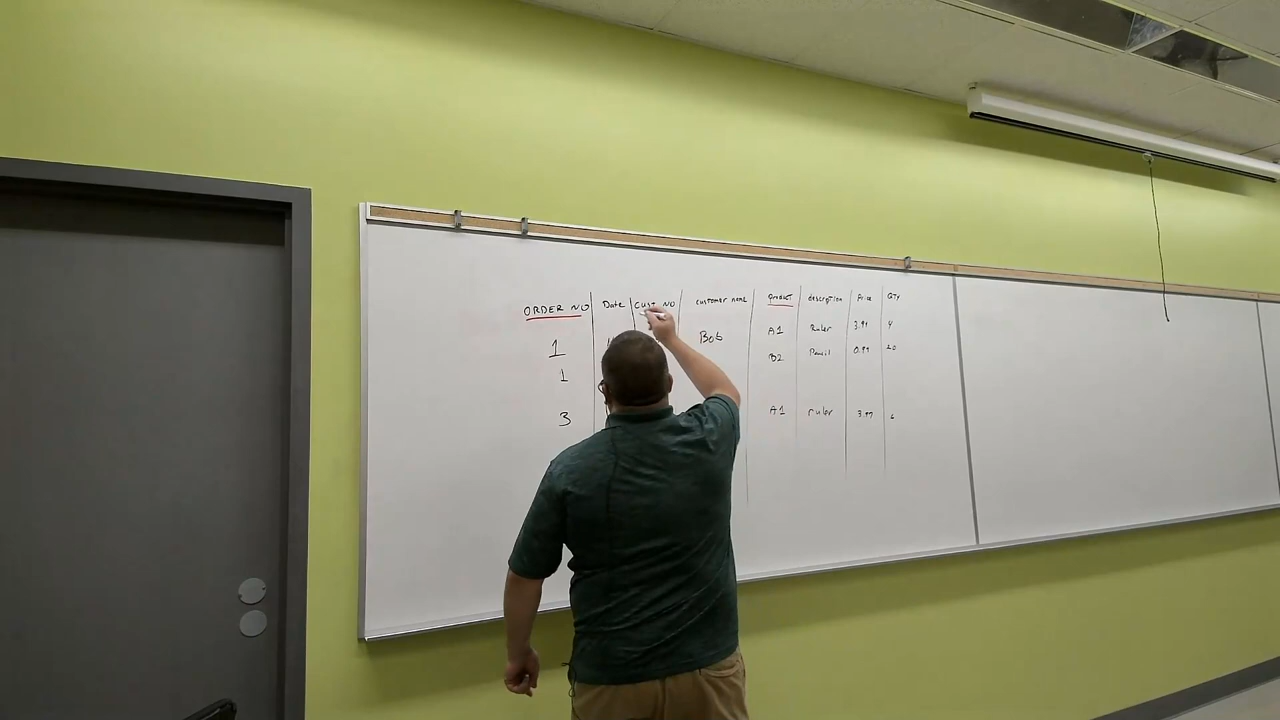 ORDER NO Date CUST NO customer name product description Price QTY
1 Bob A1 Ruler 3.99 4
1 B2 Pencil 0.99 10
3 A1 ruler 3.99 6